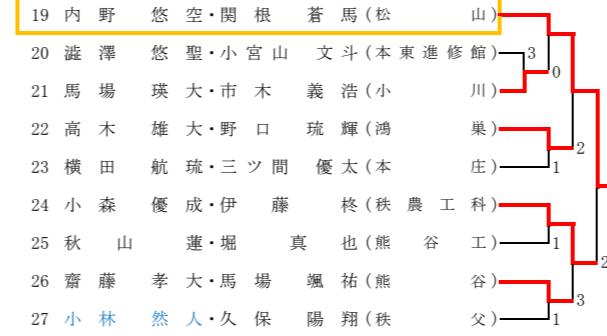 19 内野 悠空・関根 蒼馬(松山)
20 澁澤 悠聖・小宮山 文斗(本東進修館) 3
0
21 馬場 瑛大・市木 義浩(小川)
22 高木 雄大・野口 琉輝(鴻巣)
2
23 横田 航琉・三ツ間 優太(本庄) 1
24 小森 優成・伊藤 柊(秩農工科)
25 秋山 蓮・堀 真也(熊谷工) 1
2
26 齋藤 孝大・馬場 颯祐(熊谷)
3
27 小林 然人・久保 陽翔(秩父) 1